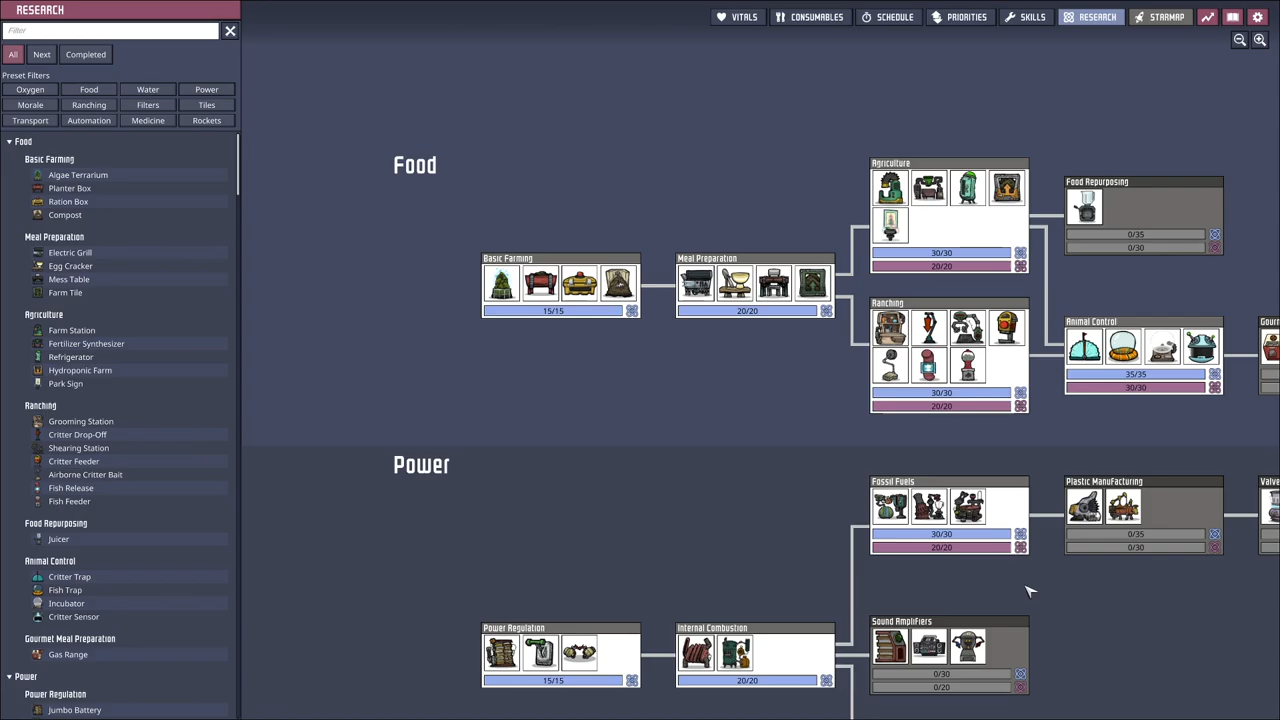 RESEARCH
VITALS
CONSUMABLES
SCHEDULE
PRIORITIES
SKILLS
RESEARCH
STARMAP
Filter
All
Next
Completed
Preset Filters
Oxygen
Food
Water
Power
Morale
Ranching
Filters
Tiles
Transport
Automation
Medicine
Rockets
Food
Basic Farming
Algae Terrarium
Planter Box
Ration Box
Compost
Meal Preparation
Electric Grill
Egg Cracker
Mess Table
Farm Tile
Agriculture
Farm Station
Fertilizer Synthesizer
Refrigerator
Hydroponic Farm
Park Sign
Ranching
Grooming Station
Critter Drop-Off
Shearing Station
Critter Feeder
Airborne Critter Bait
Fish Release
Fish Feeder
Food Repurposing
Juicer
Animal Control
Critter Trap
Fish Trap
Incubator
Critter Sensor
Gourmet Meal Preparation
Gas Range
Power
Power Regulation
Jumbo Battery
Food
Basic Farming
15/15
Meal Preparation
20/20
Agriculture
30/30
20/20
Ranching
30/30
20/20
Food Repurposing
0/35
0/30
Animal Control
35/35
30/30
Gour
Power
Power Regulation
15/15
Internal Combustion
20/20
Fossil Fuels
30/30
20/20
Sound Amplifiers
0/30
0/20
Plastic Manufacturing
0/35
0/30
Valve